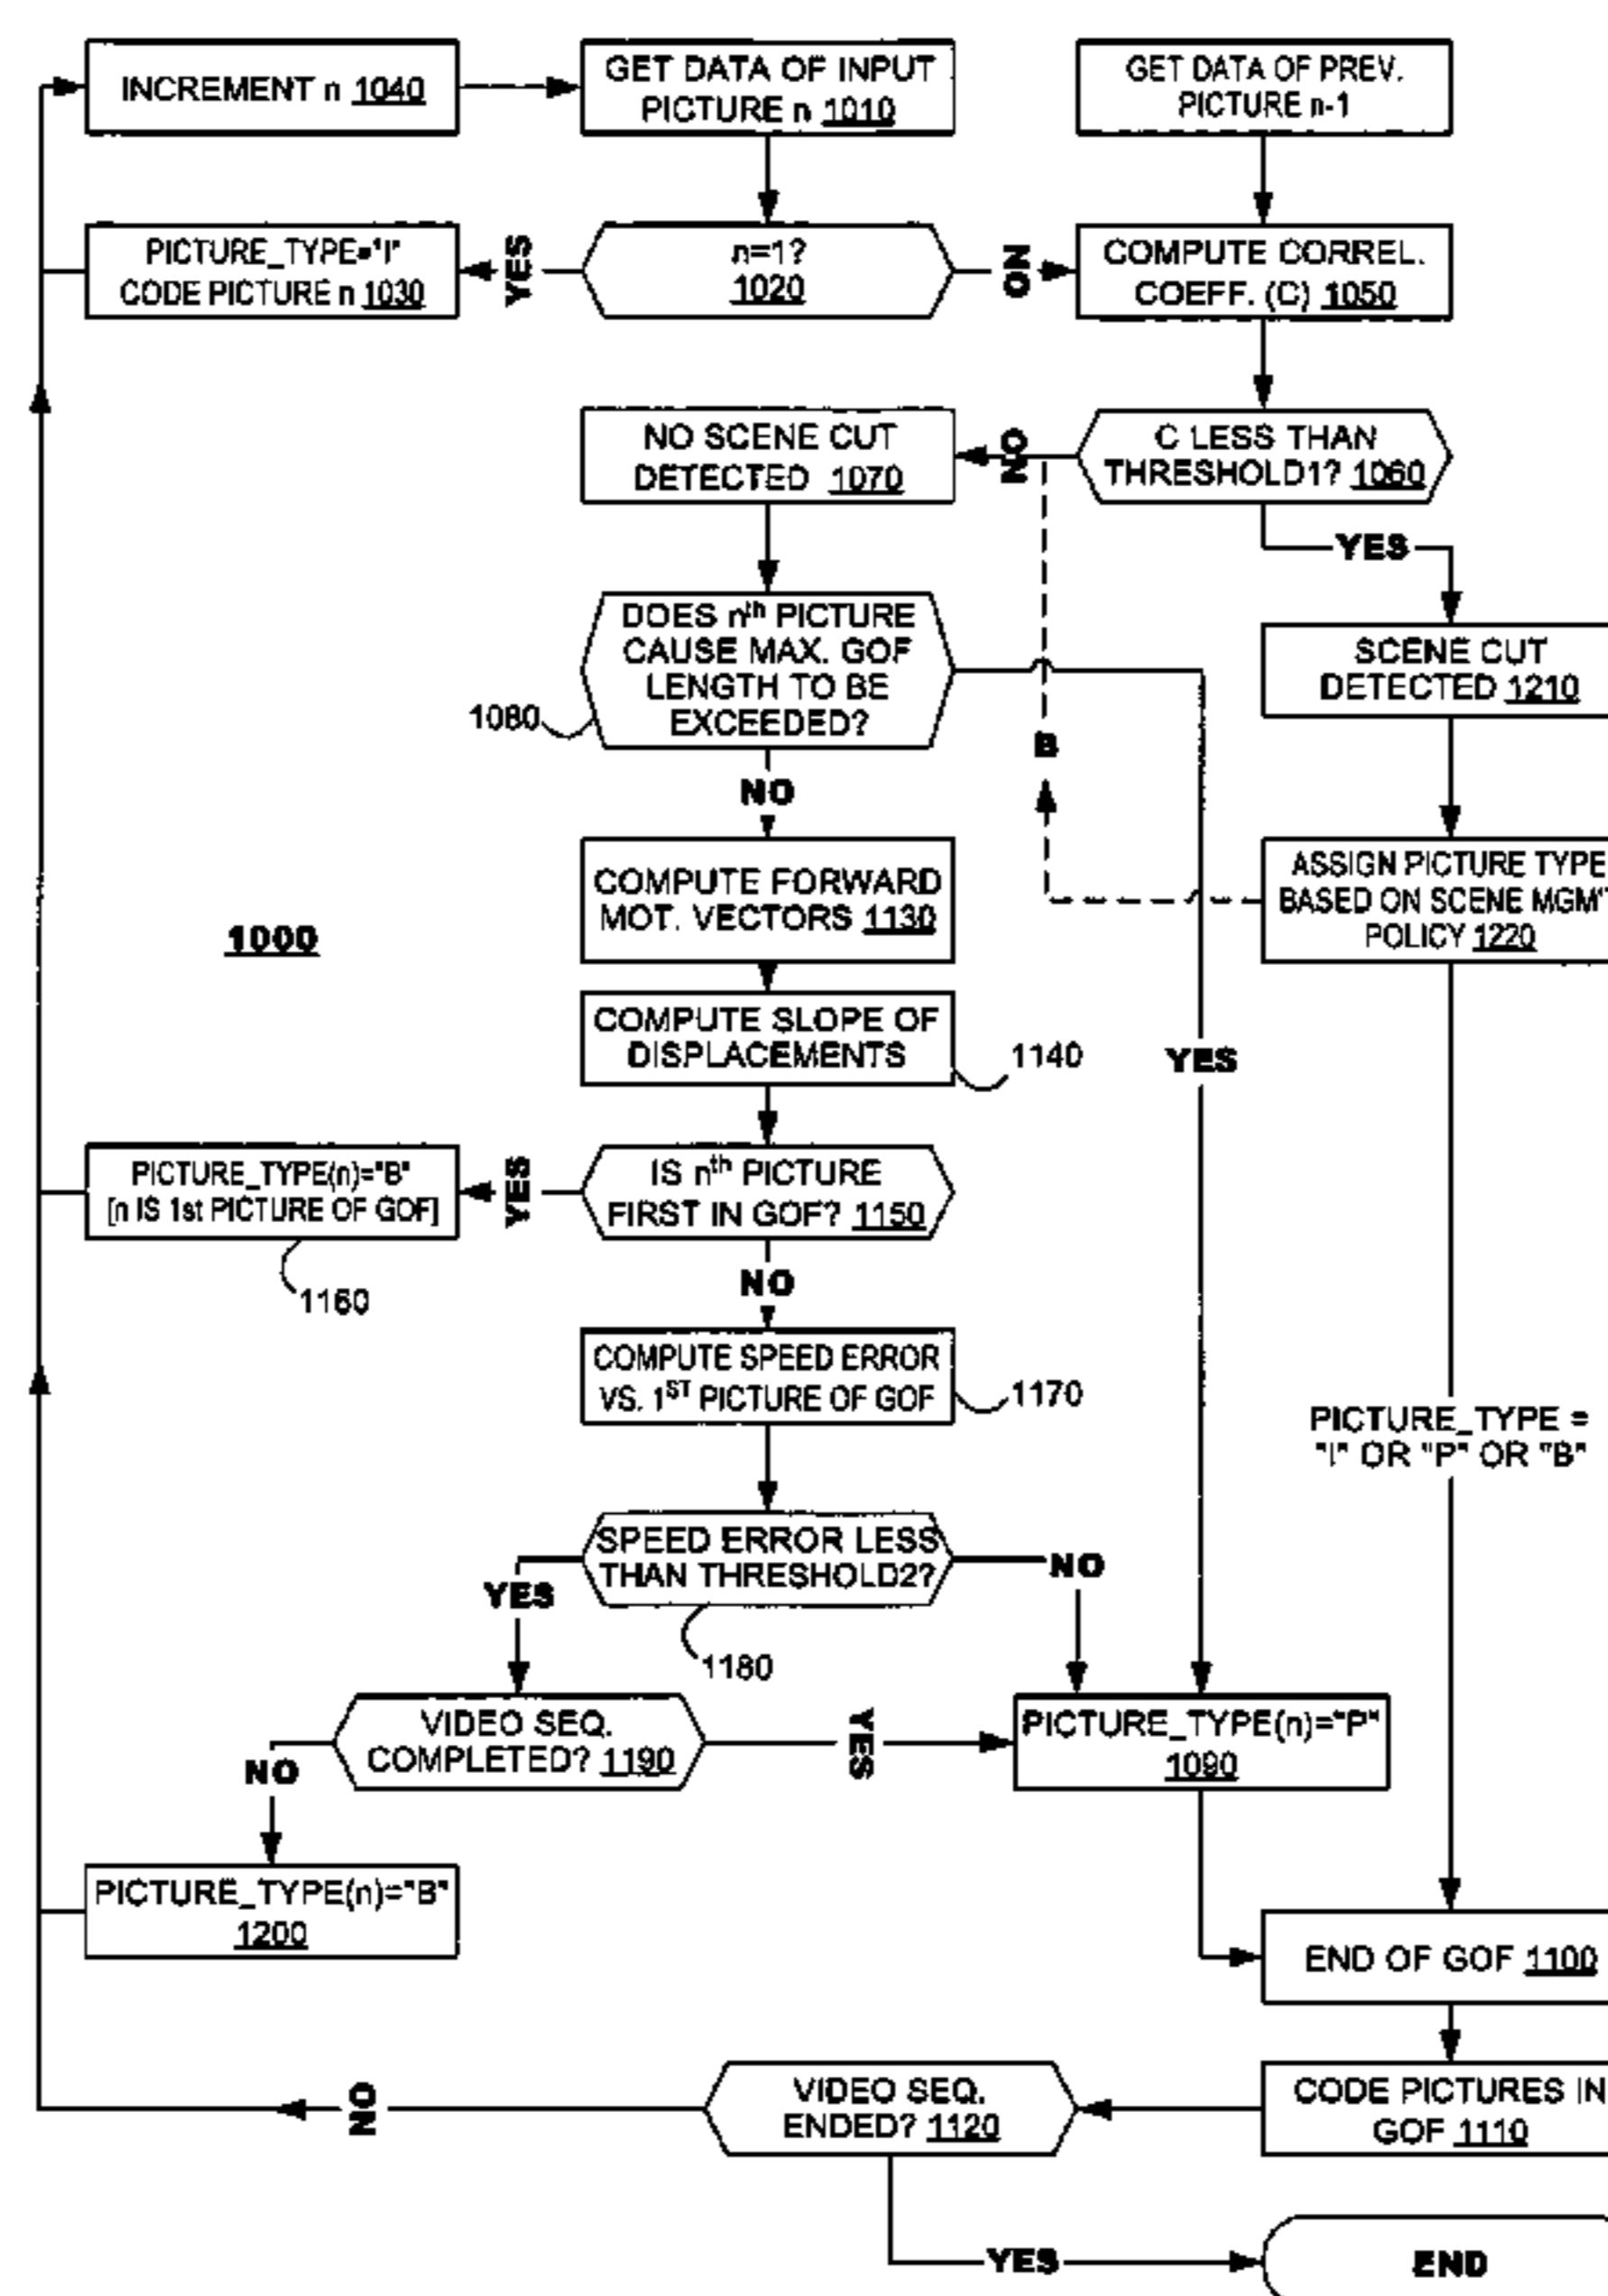 INCREMENT n 1040
GET DATA OF INPUT
PICTURE n 1010
GET DATA OF PREV.
PICTURE n-1
PICTURE_TYPE="I"
CODE PICTURE n 1030
YES
n=1?
1020
NO
COMPUTE CORREL.
COEFF. (C) 1050
NO SCENE CUT
DETECTED 1070
NO
C LESS THAN
THRESHOLD1? 1060
YES
DOES nth PICTURE
CAUSE MAX. GOF
LENGTH TO BE
EXCEEDED?
1080
SCENE CUT
DETECTED 1210
B
NO
COMPUTE FORWARD
MOT. VECTORS 1130
ASSIGN PICTURE TYPE
BASED ON SCENE MGM'T
POLICY 1220
1000
COMPUTE SLOPE OF
DISPLACEMENTS
1140
YES
PICTURE_TYPE(n)="B"
[n IS 1st PICTURE OF GOF]
1160
YES
IS nth PICTURE
FIRST IN GOF? 1150
NO
COMPUTE SPEED ERROR
VS. 1ST PICTURE OF GOF
1170
PICTURE_TYPE =
"I" OR "P" OR "B"
SPEED ERROR LESS
THAN THRESHOLD2?
1180
YES
NO
VIDEO SEQ.
COMPLETED? 1190
YES
PICTURE_TYPE(n)="P"
1090
NO
PICTURE_TYPE(n)="B"
1200
END OF GOF 1100
NO
VIDEO SEQ.
ENDED? 1120
CODE PICTURES IN
GOF 1110
YES
END